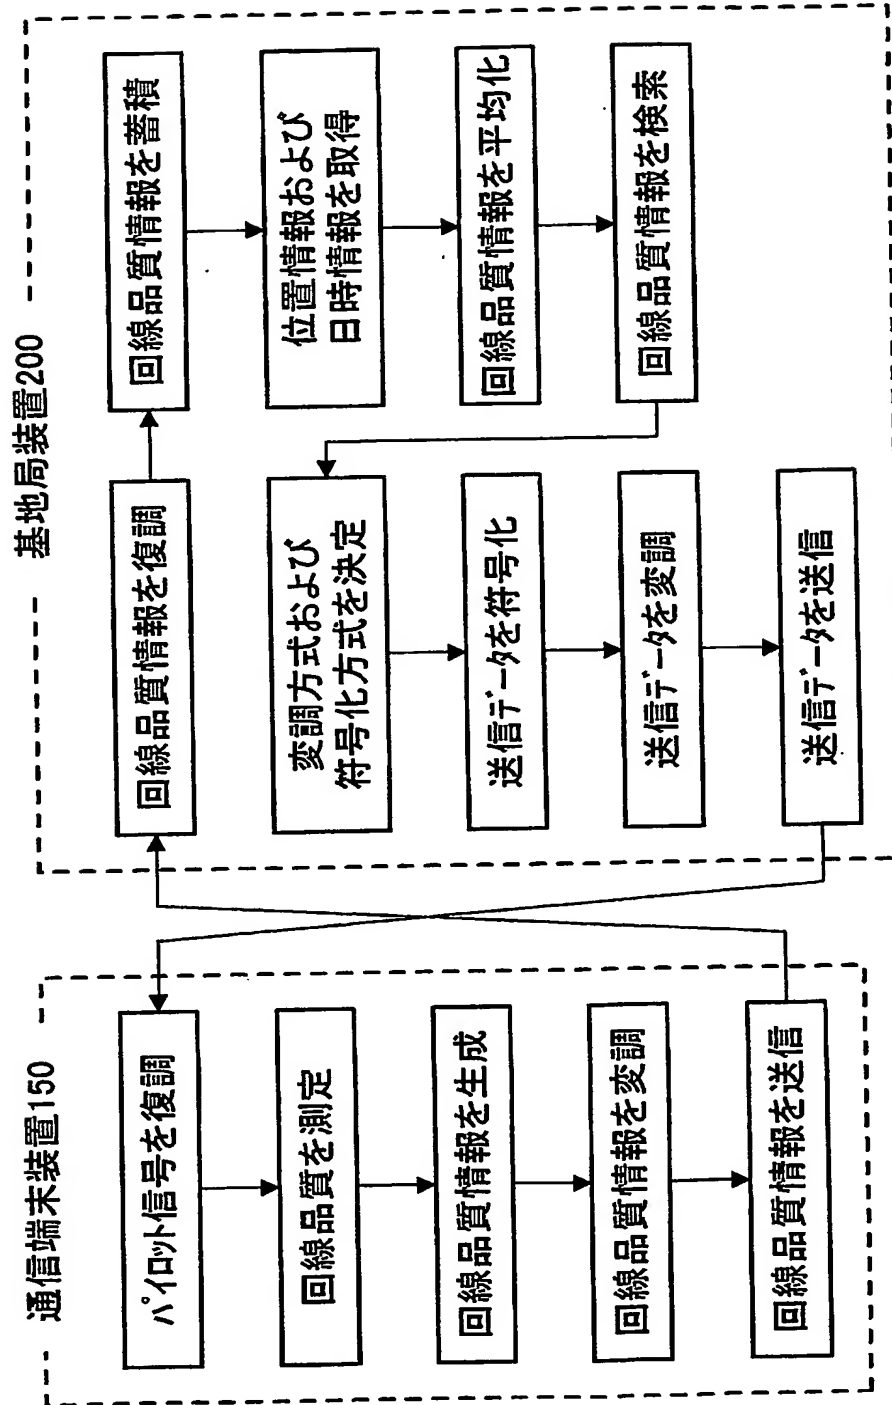 通信端末装置150
パイロット信号を復調
回線品質を測定
回線品質情報を生成
回線品質情報を変調
回線品質情報を送信
基地局装置200
回線品質情報を復調
回線品質情報を蓄積
位置情報および
日時情報を取得
回線品質情報を平均化
回線品質情報を検索
変調方式および
符号化方式を決定
送信データを符号化
送信データを変調
送信データを送信